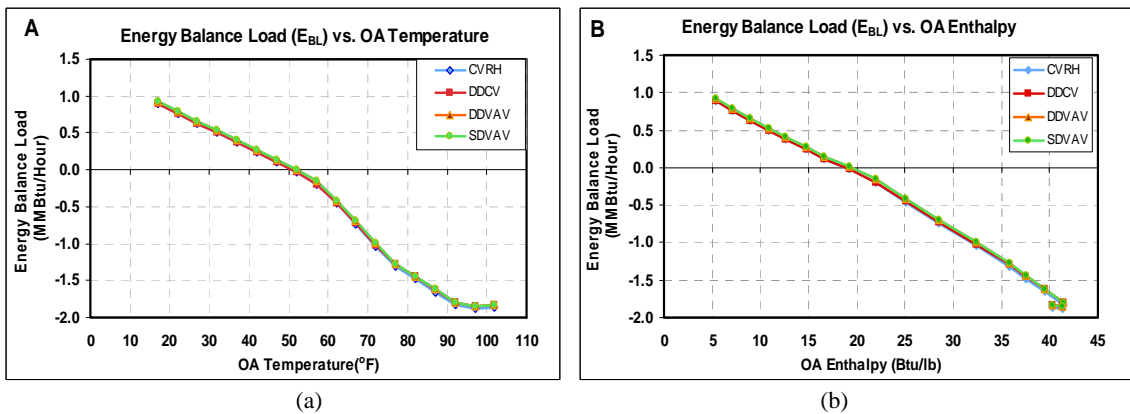 A
Energy Balance Load (EBL) vs. OA Temperature
1.5
1.0
0.5
0.0
-0.5
-1.0
-1.5
-2.0
Energy Balance Load
(MMBtu/Hour)
0 10 20 30 40 50 60 70 80 90 100 110
OA Temperature(°F)
CVRH
DDCV
DDVAV
SDVAV
(a)
B
Energy Balance Load (EBL) vs. OA Enthalpy
1.5
1.0
0.5
0.0
-0.5
-1.0
-1.5
-2.0
Energy Balance Load
(MMBtu/Hour)
0 5 10 15 20 25 30 35 40 45
OA Enthalpy (Btu/lb)
CVRH
DDCV
DDVAV
SDVAV
(b)